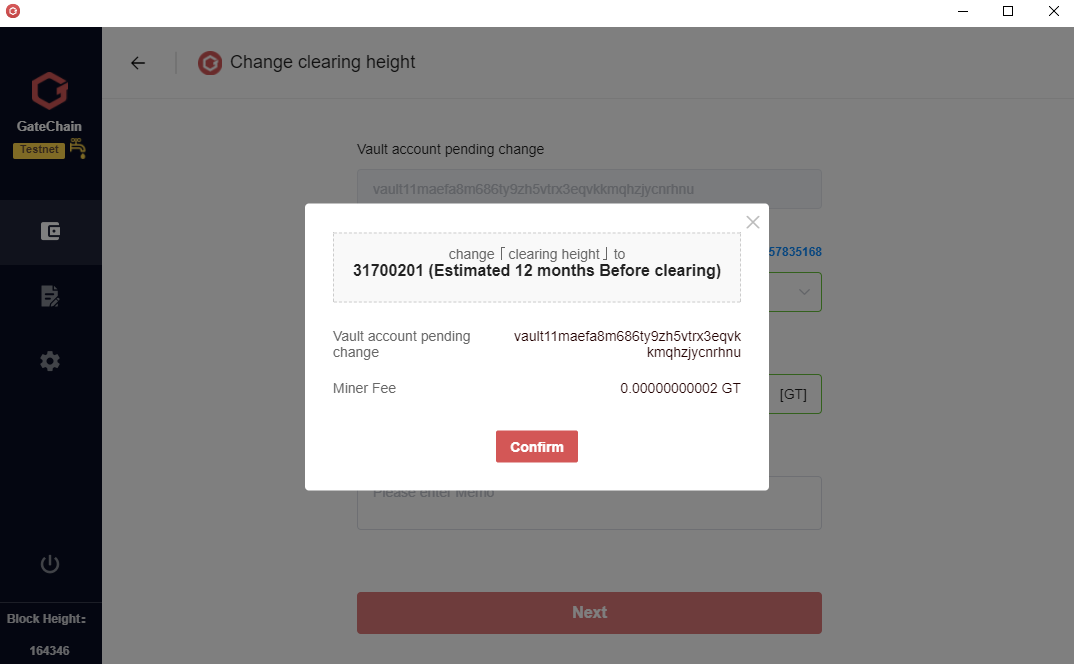 Change clearing height
GateChain
Testnet
Vault account pending change
vault11maefa8m686ty9zh5vtrx3eqvkkmqhzjycnrhnu
57835168
change「 clearing height 」to
31700201 (Estimated 12 months Before clearing)
Vault account pending
change
vault11maefa8m686ty9zh5vtrx3eqvk
kmqhzjycnrhnu
Miner Fee
0.00000000002 GT
[GT]
Confirm
Please enter Memo
Next
Block Height:
164346